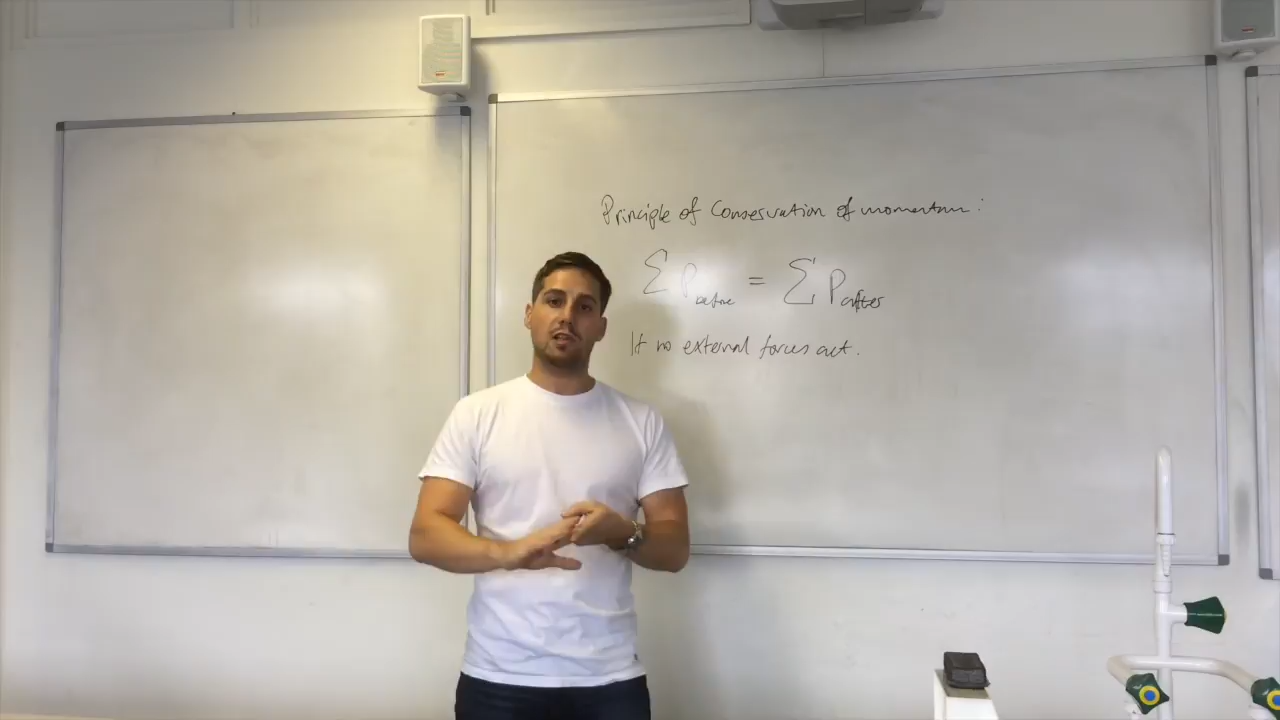 Principle of Conservation of momentum:
∑ P before = ∑ P after
If no external forces act.